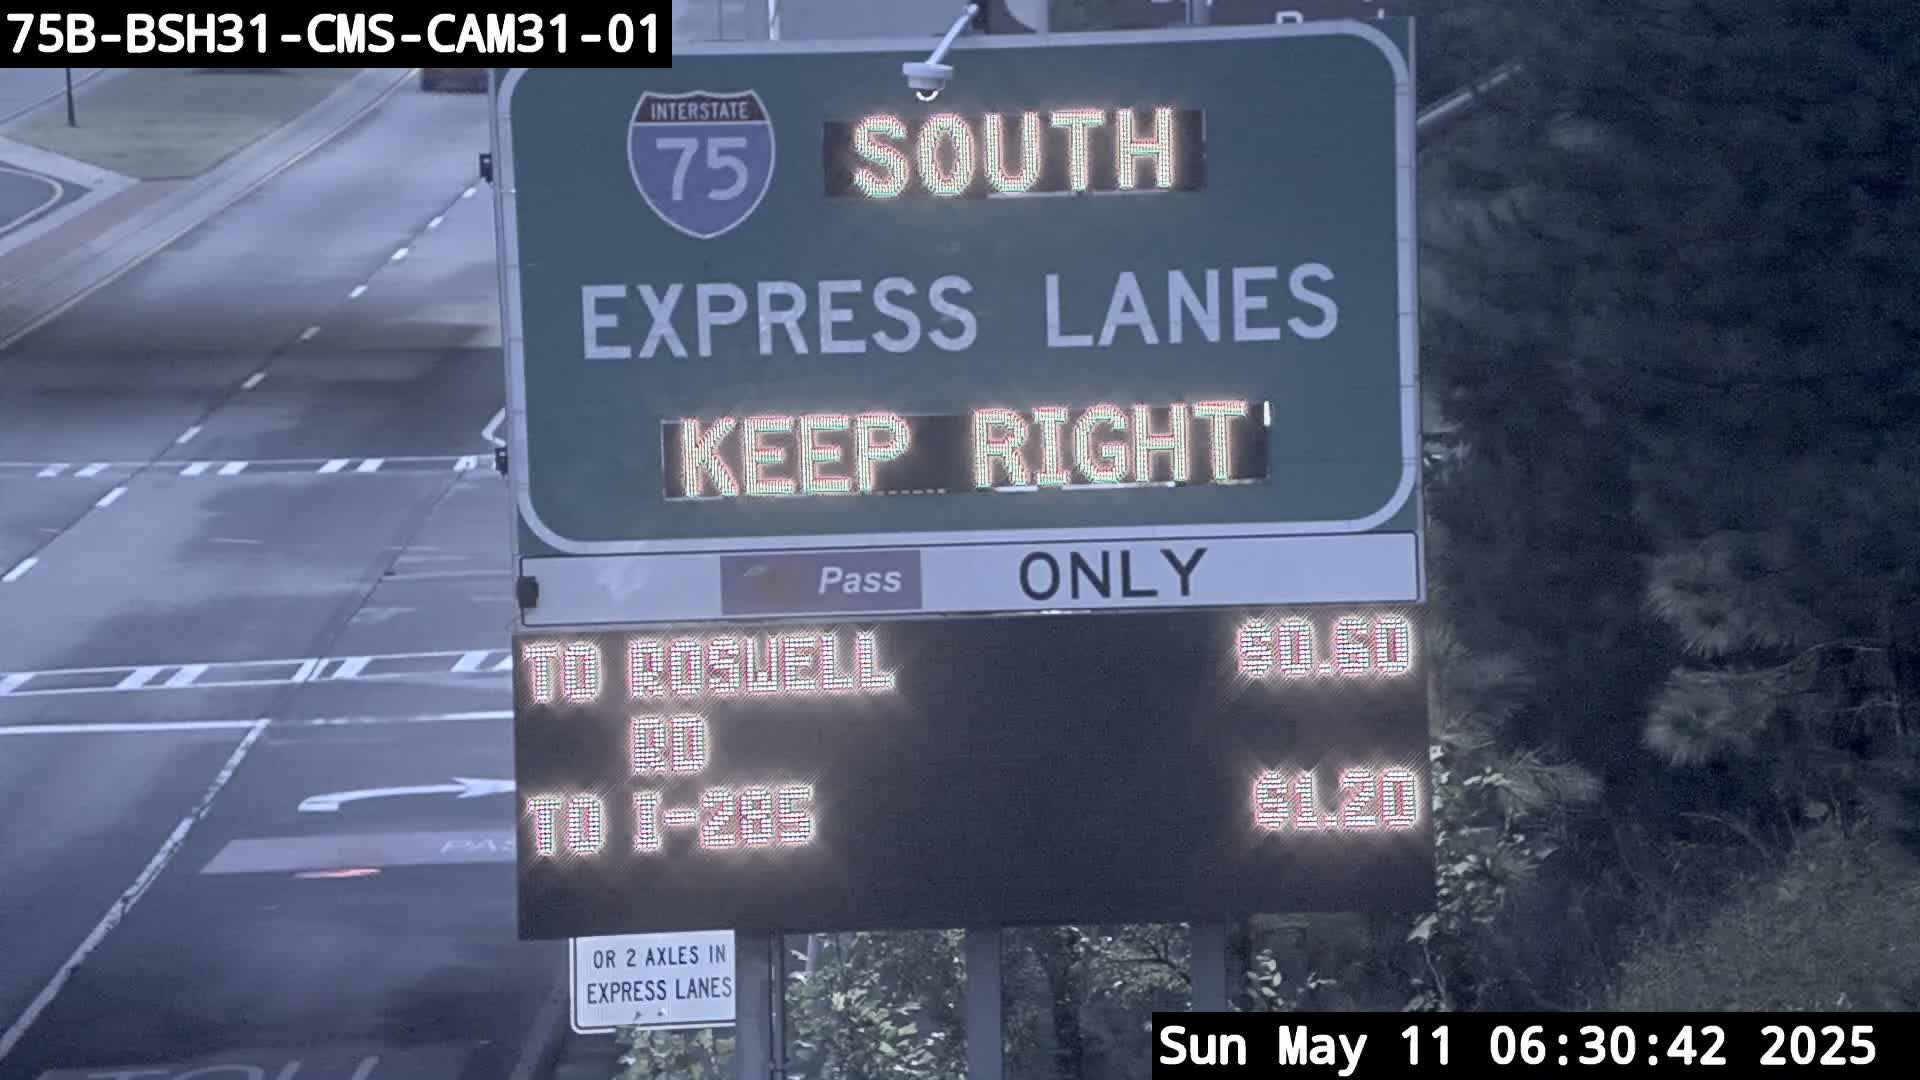 75B-BSH31-CMS-CAM31-01
INTERSTATE
75
SOUTH
EXPRESS LANES
KEEP RIGHT
Pass ONLY
TO ROSWELL $0.60
RD
TO I-285 $1.20
OR 2 AXLES IN
EXPRESS LANES
Sun May 11 06:30:42 2025